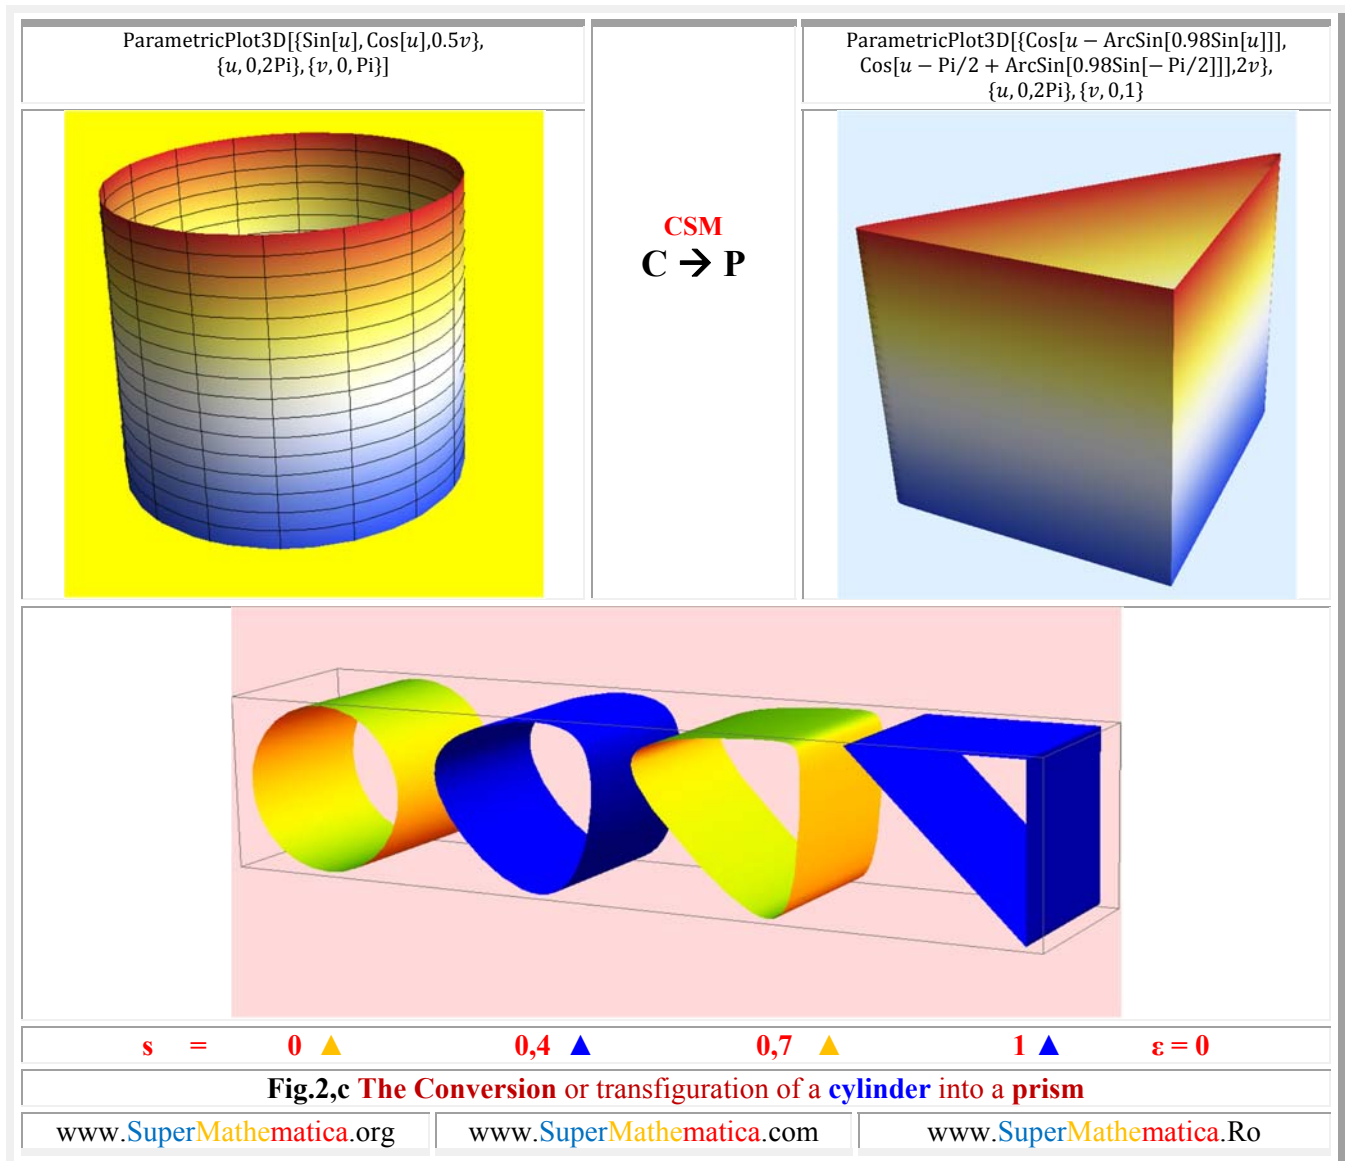 ParametricPlot3D[{Sin[u], Cos[u],0.5v},
{u, 0,2Pi}, {v, 0, Pi}]
CSM
C → P
ParametricPlot3D[{Cos[u − ArcSin[0.98Sin[u]]],
Cos[u − Pi/2 + ArcSin[0.98Sin[− Pi/2]]],2v},
{u, 0,2Pi}, {v, 0,1}
s = 0 ▲ 0,4 ▲ 0,7 ▲ 1 ▲ ε = 0
Fig.2,c The Conversion or transfiguration of a cylinder into a prism
www.SuperMathematica.org
www.SuperMathematica.com
www.SuperMathematica.Ro